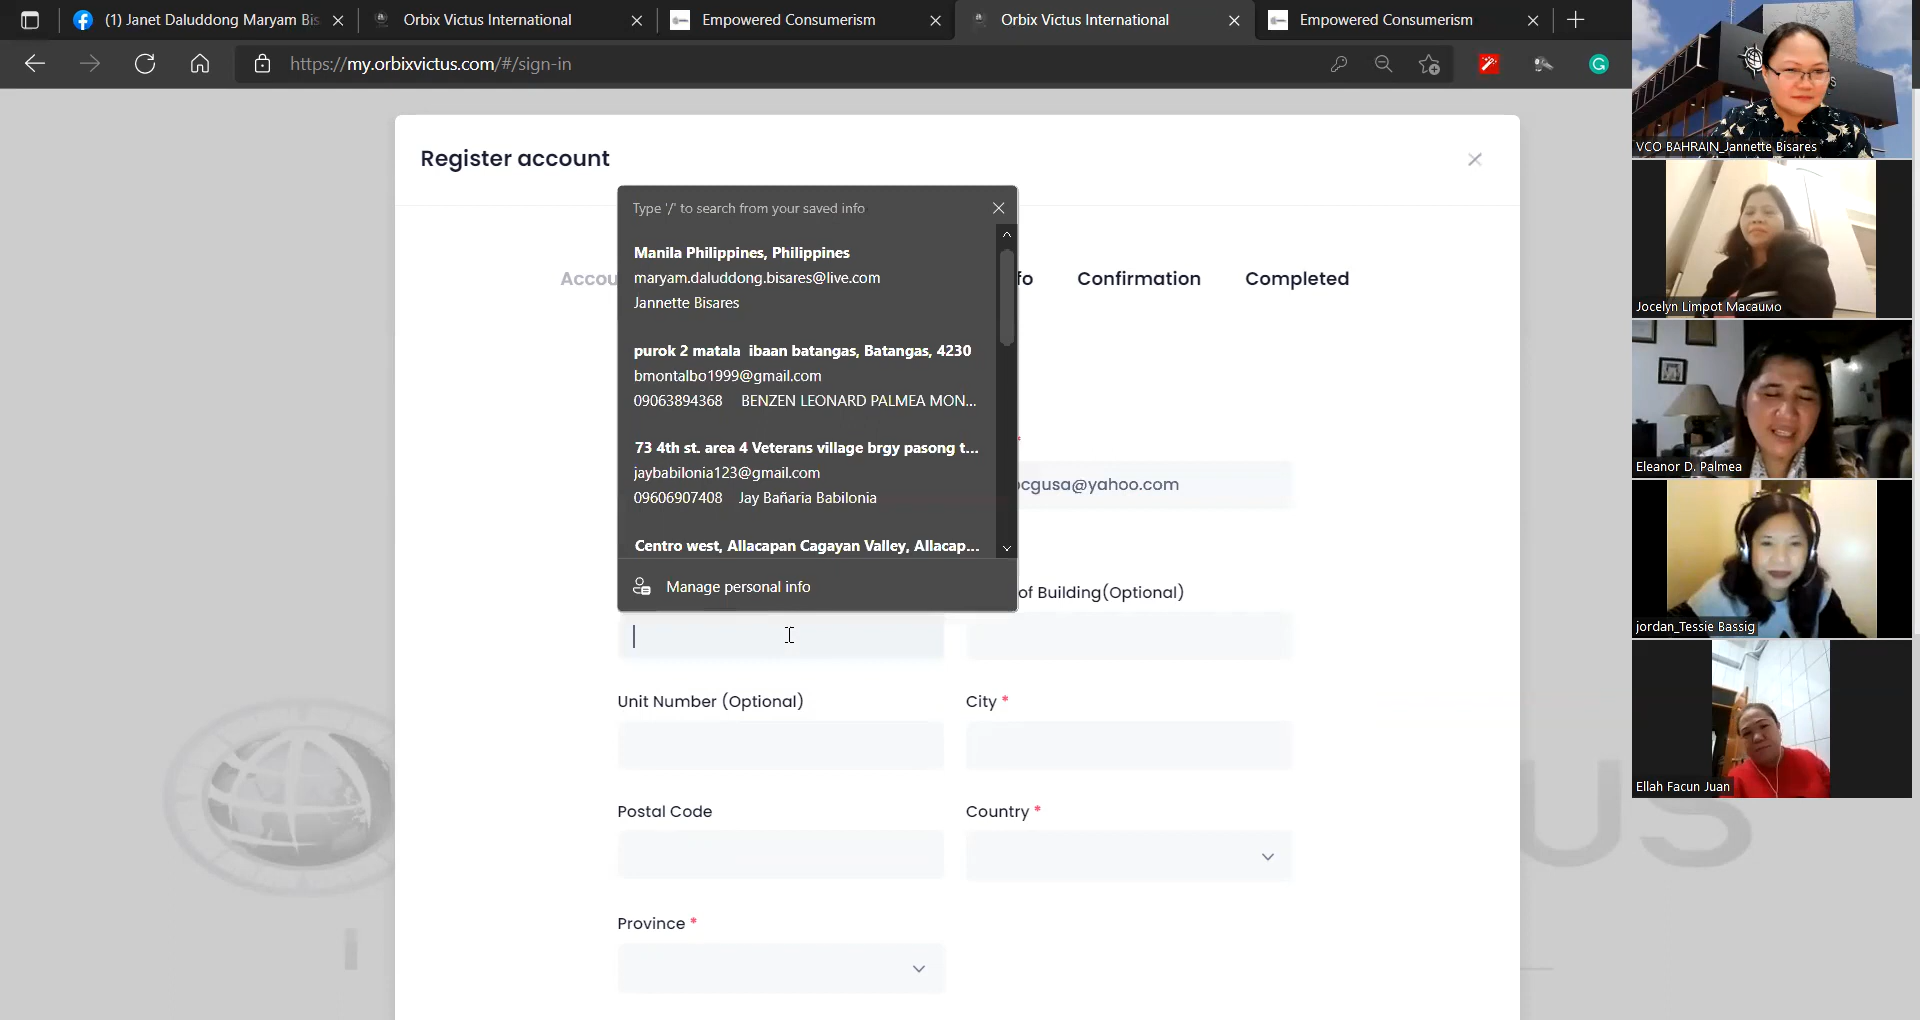 (1) Janet Daluddong Maryam Bis
Orbix Victus International
Empowered Consumerism
Orbix Victus International
Empowered Consumerism
https://my.orbixvictus.com/#/sign-in
Register account
Type '/' to search from your saved info
Manila Philippines, Philippines
maryam.daluddong.bisares@live.com
Jannette Bisares
purok 2 matala ibaan batangas, Batangas, 4230
bmontalbo1999@gmail.com
09063894368 BENZEN LEONARD PALMEA MON...
73 4th st. area 4 Veterans village brgy pasong t...
jaybabilonia123@gmail.com
09606907408 Jay Bañaria Babilonia
Centro west, Allacapan Cagayan Valley, Allacap...
Manage personal info
Accou
fo
Confirmation
Completed
*
cgusa@yahoo.com
of Building(Optional)
Unit Number (Optional)
City *
Postal Code
Country *
Province *
US
VCO BAHRAIN_Jannette Bisares
Jocelyn Limpot Macaumo
Eleanor D. Palmea
jordan_Tessie Bassig
Ellah Facun Juan